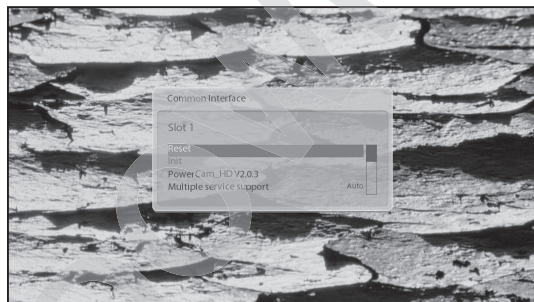 Common Interface
Slot 1
Reset
Init
PowerCam_HD V2.0.3
Multiple service support Auto